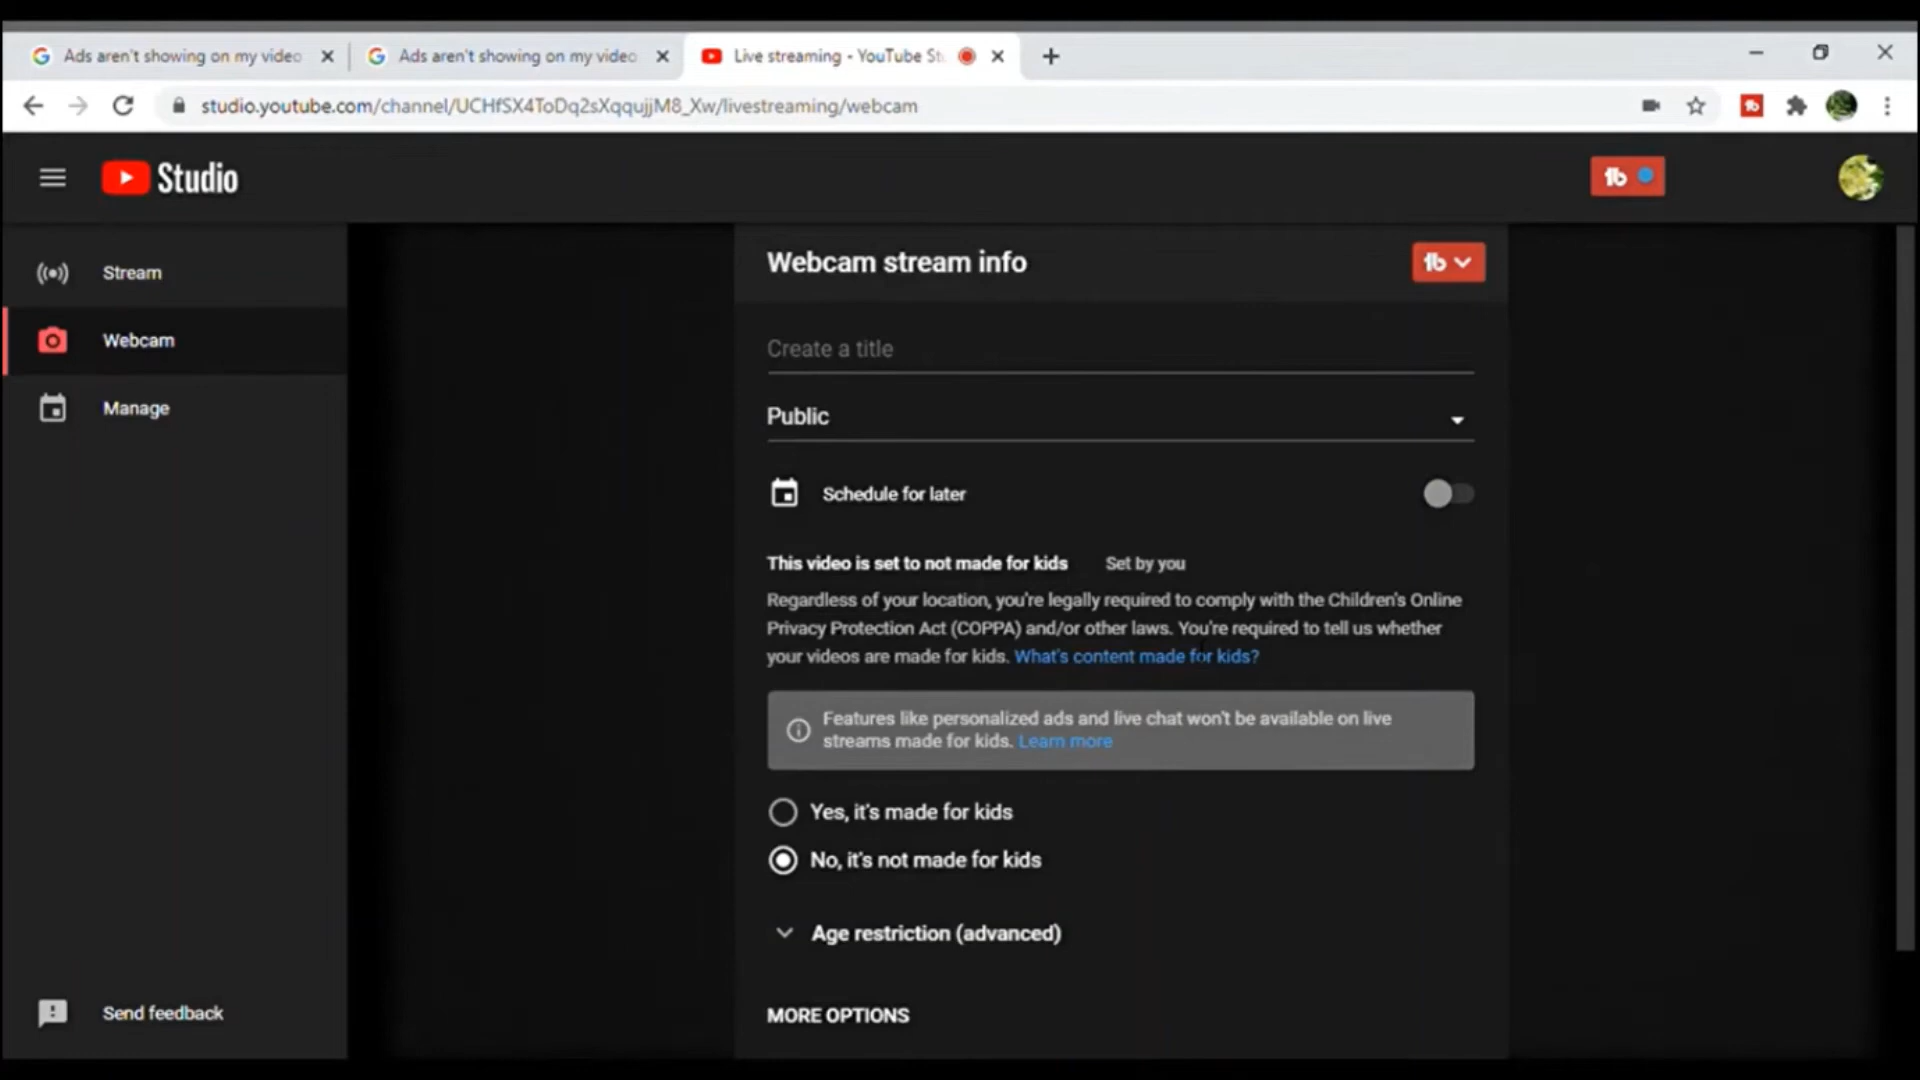 Ads aren't showing on my video
Ads aren't showing on my video
Live streaming - YouTube St
studio.youtube.com/channel/UCHfSX4ToDq2sXqqujjM8_Xw/livestreaming/webcam
Studio
Stream
Webcam
Manage
Send feedback
Webcam stream info
Create a title
Public
Schedule for later
This video is set to not made for kids Set by you
Regardless of your location, you're legally required to comply with the Children's Online
Privacy Protection Act (COPPA) and/or other laws. You're required to tell us whether
your videos are made for kids. What's content made for kids?
Features like personalized ads and live chat won't be available on live
streams made for kids. Learn more
Yes, it's made for kids
No, it's not made for kids
Age restriction (advanced)
MORE OPTIONS